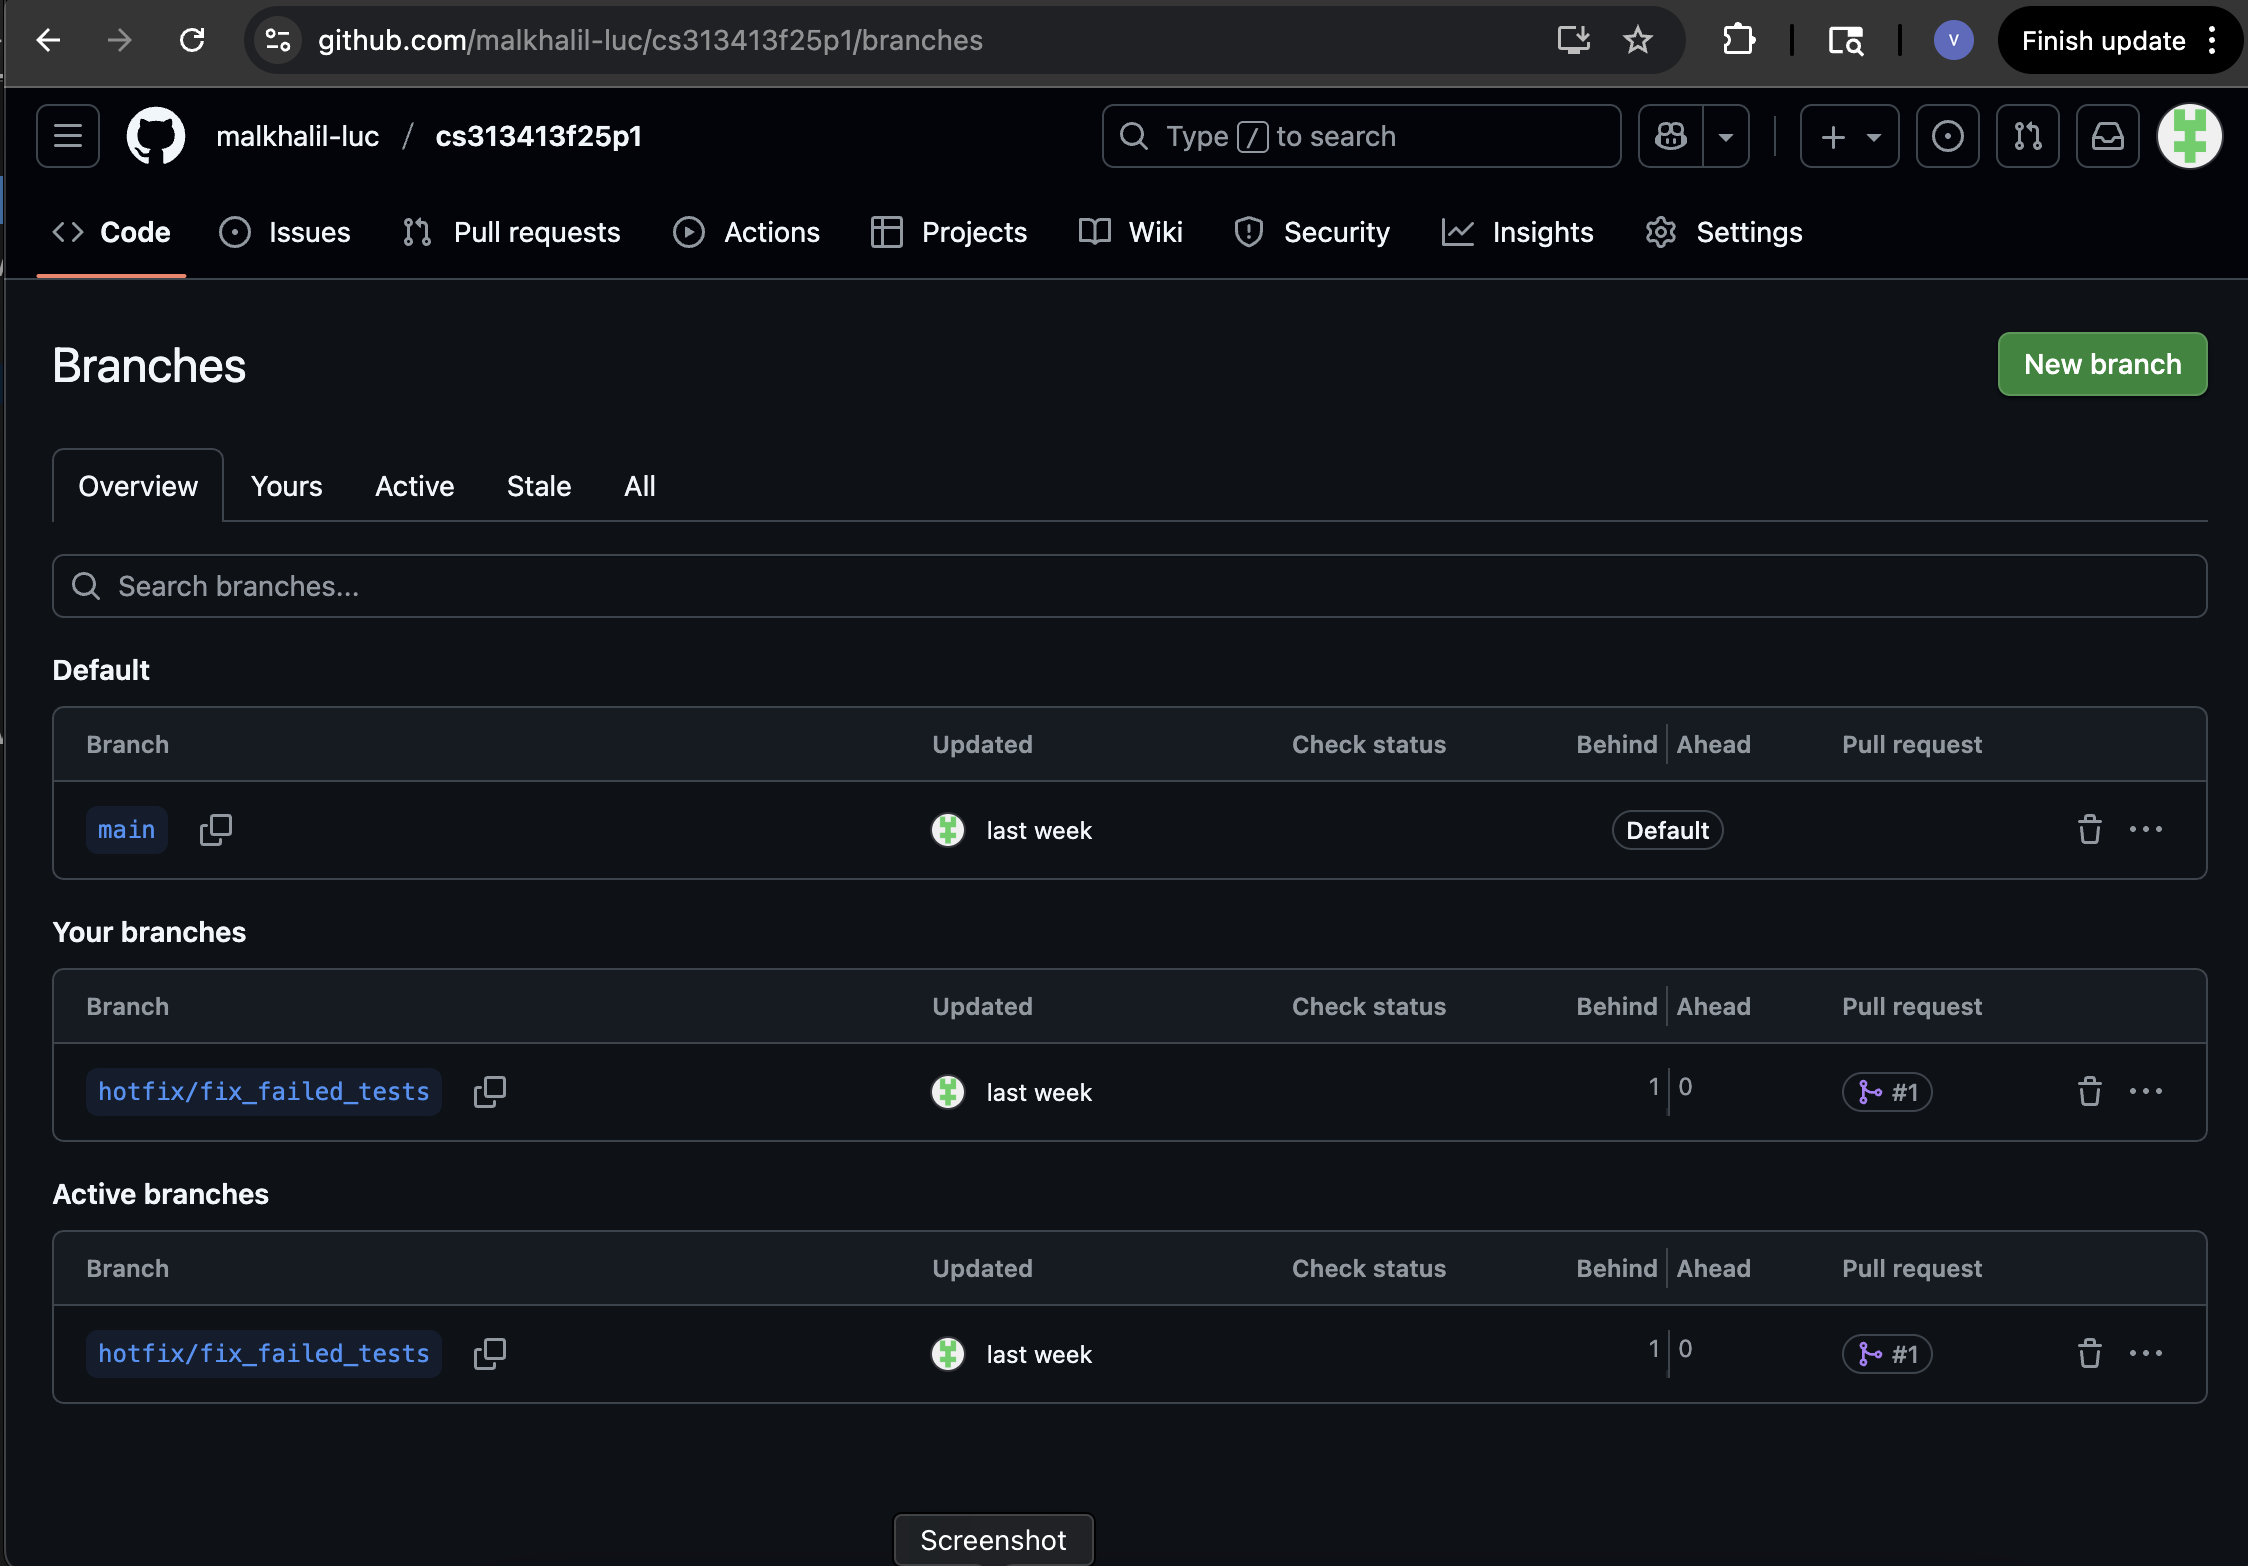 github.com/malkhalil-luc/cs313413f25p1/branches
V
Finish update
malkhalil-luc / cs313413f25p1
Type / to search
Code Issues Pull requests Actions Projects Wiki Security Insights Settings
Branches
New branch
Overview Yours Active Stale All
Search branches...
Default
Branch Updated Check status Behind Ahead Pull request
main last week Default
Your branches
Branch Updated Check status Behind Ahead Pull request
hotfix/fix_failed_tests last week 1 0 #1
Active branches
Branch Updated Check status Behind Ahead Pull request
hotfix/fix_failed_tests last week 1 0 #1
Screenshot